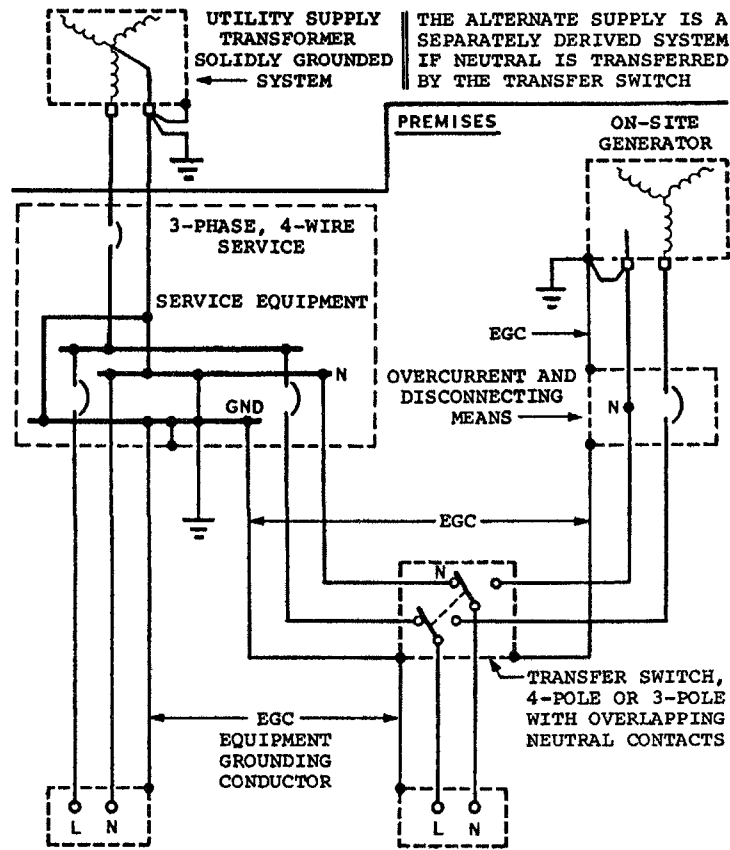 UTILITY SUPPLY
TRANSFORMER
SOLIDLY GROUNDED
SYSTEM
THE ALTERNATE SUPPLY IS A
SEPARATELY DERIVED SYSTEM
IF NEUTRAL IS TRANSFERRED
BY THE TRANSFER SWITCH
PREMISES
ON-SITE
GENERATOR
3-PHASE, 4-WIRE
SERVICE
SERVICE EQUIPMENT
EGC
N
OVERCURRENT AND
DISCONNECTING
MEANS
N
GND
EGC
N
TRANSFER SWITCH,
4-POLE OR 3-POLE
WITH OVERLAPPING
NEUTRAL CONTACTS
EGC
EQUIPMENT
GROUNDING
CONDUCTOR
L N
L N